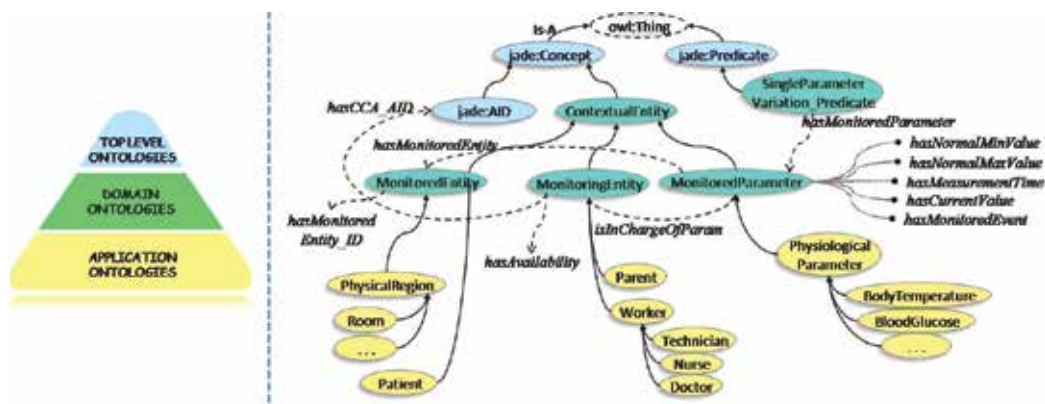 TOP LEVEL
ONTOLOGIES
DOMAIN
ONTOLOGIES
APPLICATION
ONTOLOGIES
Is-A
owl:Thing
jade:Concept
jade:Predicate
SingleParameter
Variation_Predicate
hasCCA_AID
jade:AID
ContextualEntity
hasMonitoredParameter
hasMonitoredEntity
hasNormalMinValue
hasNormalMaxValue
hasMeasurementTime
hasCurrentValue
hasMonitoredEvent
MonitoredEntity
MonitoringEntity
MonitoredParameter
hasMonitored
Entity_ID
isInChargeOfParam
hasAvailability
Physiological
Parameter
PhysicalRegion
Parent
BodyTemperature
Room
Worker
BloodGlucose
...
Technician
...
Nurse
Patient
Doctor